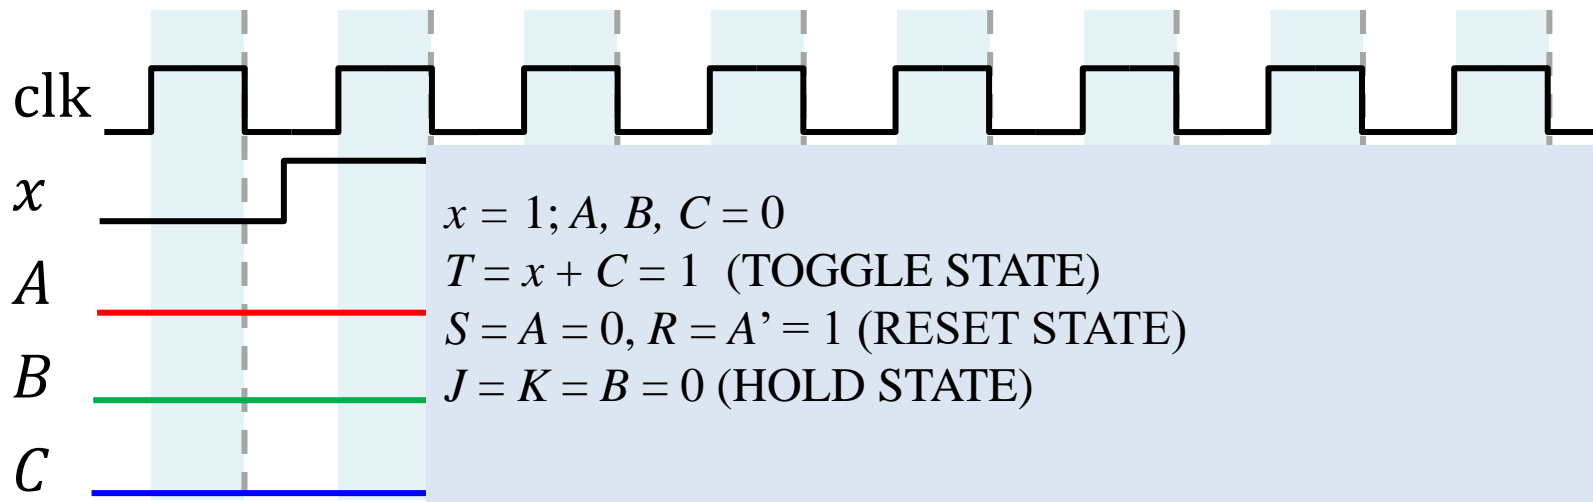 clk
x
x = 1; A, B, C = 0
A
T = x + C = 1 (TOGGLE STATE)
S = A = 0, R = A’ = 1 (RESET STATE)
B
J = K = B = 0 (HOLD STATE)
C